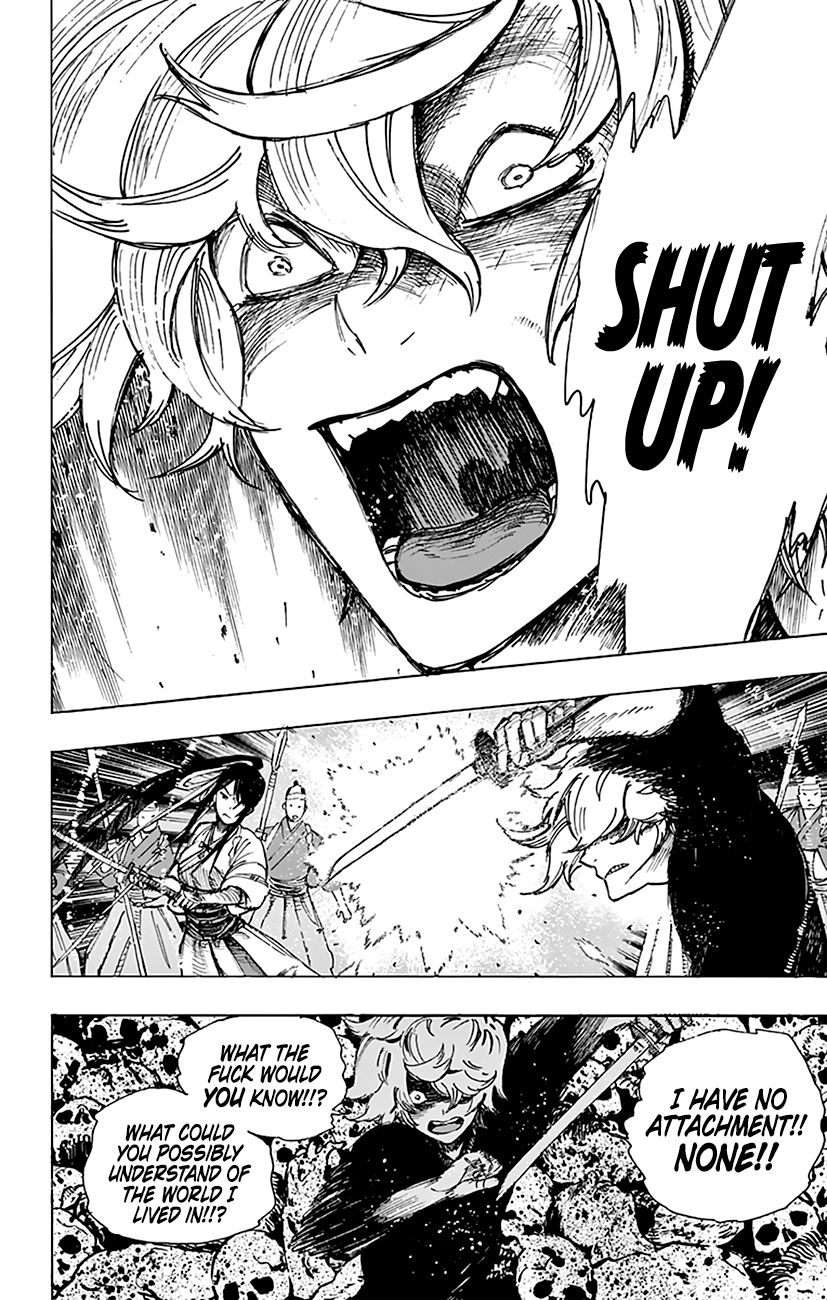 SHUT
UP!
I HAVE NO
ATTACHMENT!!
NONE!!
WHAT THE
FUCK WOULD
YOU KNOW!!?
WHAT COULD
YOU POSSIBLY
UNDERSTAND OF
THE WORLD I
LIVED IN!!?